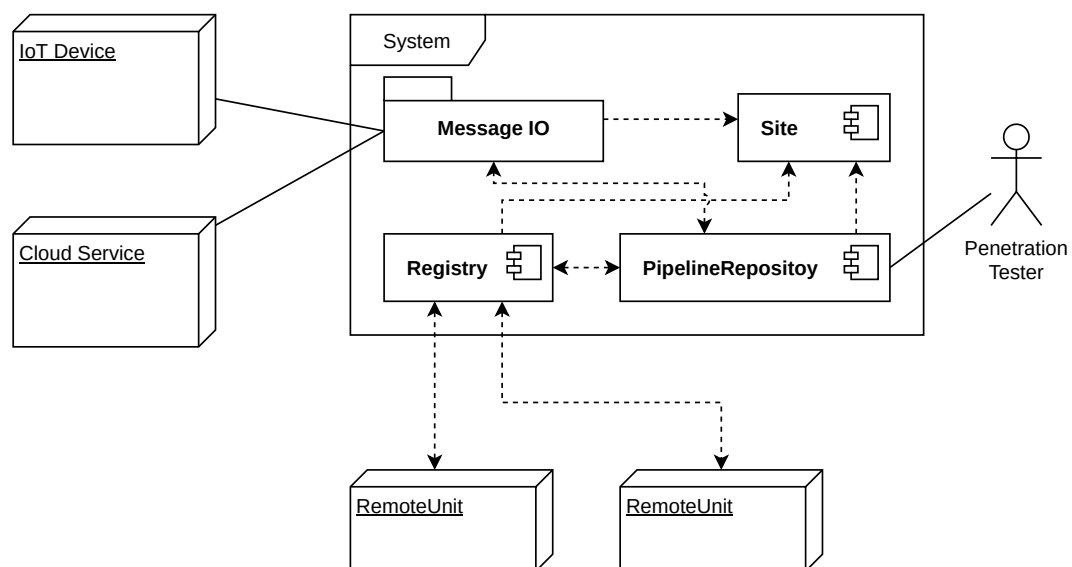 IoT Device
System
Message IO
Site
Cloud Service
Registry
PipelineRepositoy
Penetration
Tester
RemoteUnit
RemoteUnit